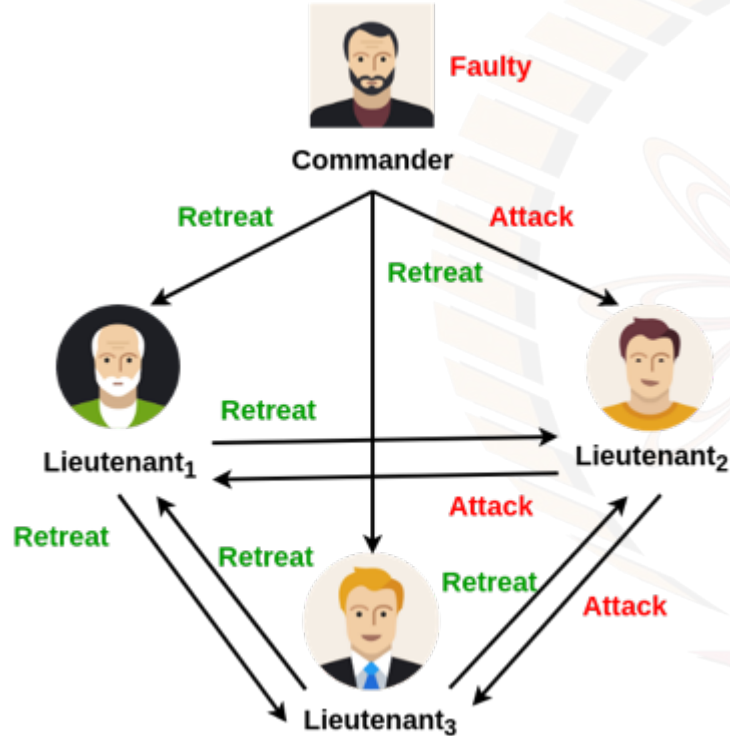 Faulty
Commander
Retreat
Attack
Retreat
Retreat
Lieutenant₁
Lieutenant₂
Attack
Retreat
Retreat
Retreat
Attack
Lieutenant₃